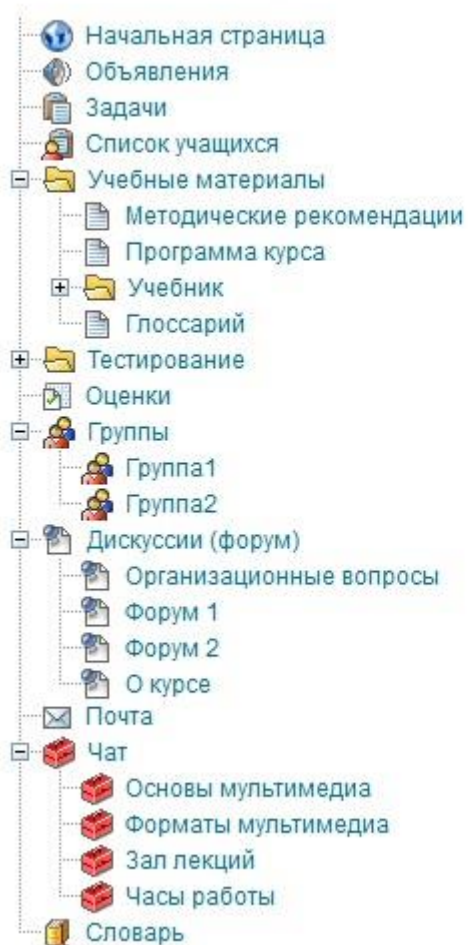 Начальная страница
Объявления
Задачи
Список учащихся
Учебные материалы
Методические рекомендации
Программа курса
Учебник
Глоссарий
Тестирование
Оценки
Группы
Группа1
Группа2
Дискуссии (форум)
Организационные вопросы
Форум 1
Форум 2
О курсе
Почта
Чат
Основы мультимедиа
Форматы мультимедиа
Зал лекций
Часы работы
Словарь